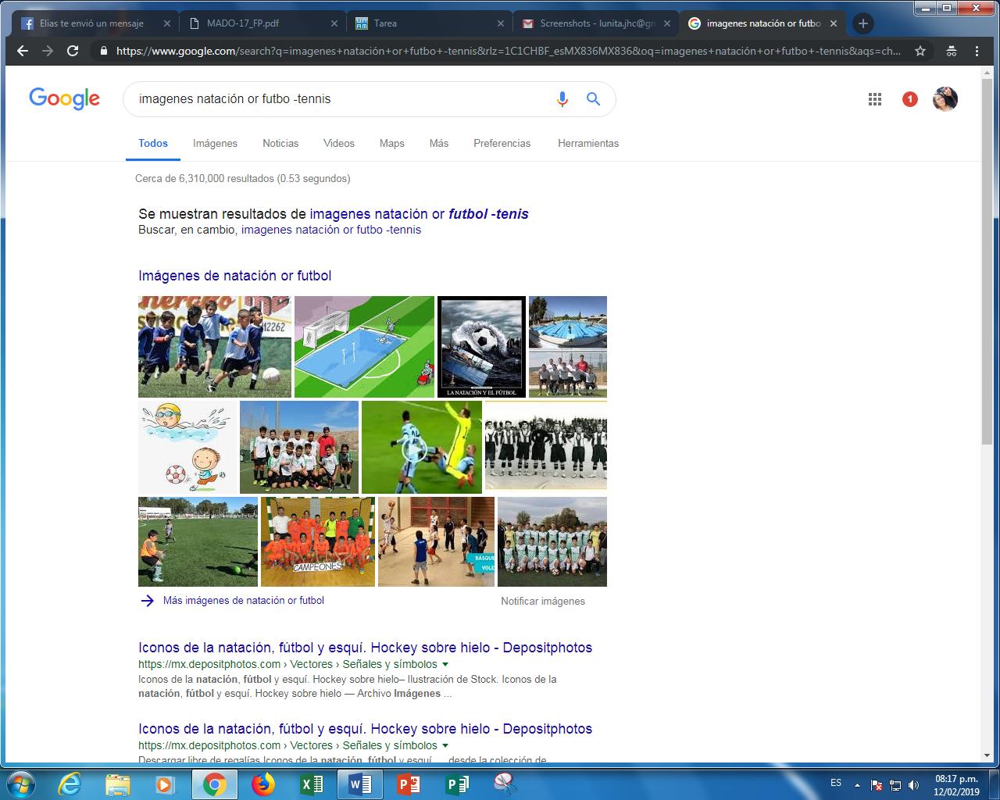 Elias te envió un mensaje
MADO-17_FP.pdf
Tarea
Screenshots - lunita.jhc@gm
imagenes natación or futbo
https://www.google.com/search?q=imagenes+natación+or+futbo+-tennis&rlz=1C1CHBF_esMX836MX836&oq=imagenes+natación+or+futbo+-tennis&aqs=ch...
Google
imagenes natación or futbo -tennis
1
Todos
Imágenes
Noticias
Videos
Maps
Más
Preferencias
Herramientas
Cerca de 6,310,000 resultados (0.53 segundos)
Se muestran resultados de imagenes natación or futbol -tenis
Buscar, en cambio, imagenes natación or futbo -tennis
Imágenes de natación or futbol
12262
LA NATACIÓN Y EL FÚTBOL
CAMPEONES
BÁSQU
VOL
Más imágenes de natación or futbol
Notificar imágenes
Iconos de la natación, fútbol y esquí. Hockey sobre hielo - Depositphotos
https://mx.depositphotos.com › Vectores › Señales y símbolos
Iconos de la natación, fútbol y esquí. Hockey sobre hielo– Ilustración de Stock. Iconos de la
natación, fútbol y esquí. Hockey sobre hielo — Archivo Imágenes ...
Iconos de la natación, fútbol y esquí. Hockey sobre hielo - Depositphotos
https://mx.depositphotos.com › Vectores › Señales y símbolos
Descargar libre de regalías Iconos de la natación, fútbol y esquí. ... desde la colección de
ES
08:17 p.m.
12/02/2019